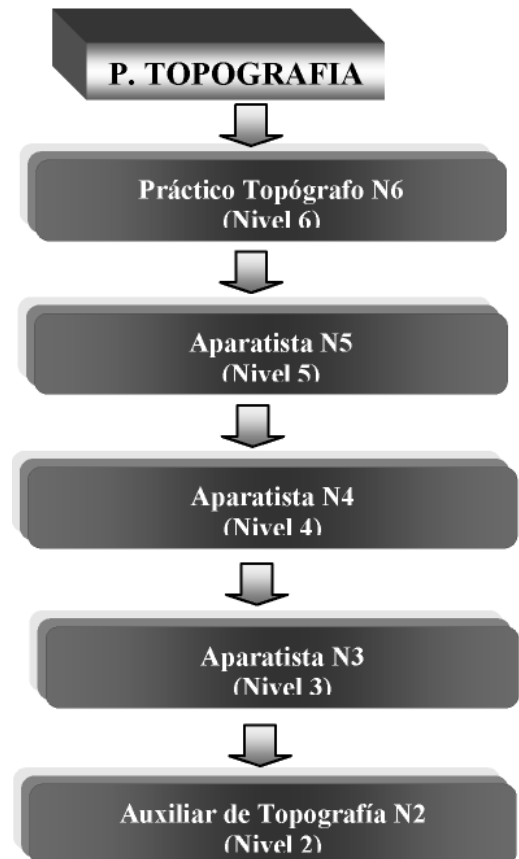 P. TOPOGRAFIA
Práctico Topógrafo N6
(Nivel 6)
Aparatista N5
(Nivel 5)
Aparatista N4
(Nivel 4)
Aparatista N3
(Nivel 3)
Auxiliar de Topografía N2
(Nivel 2)